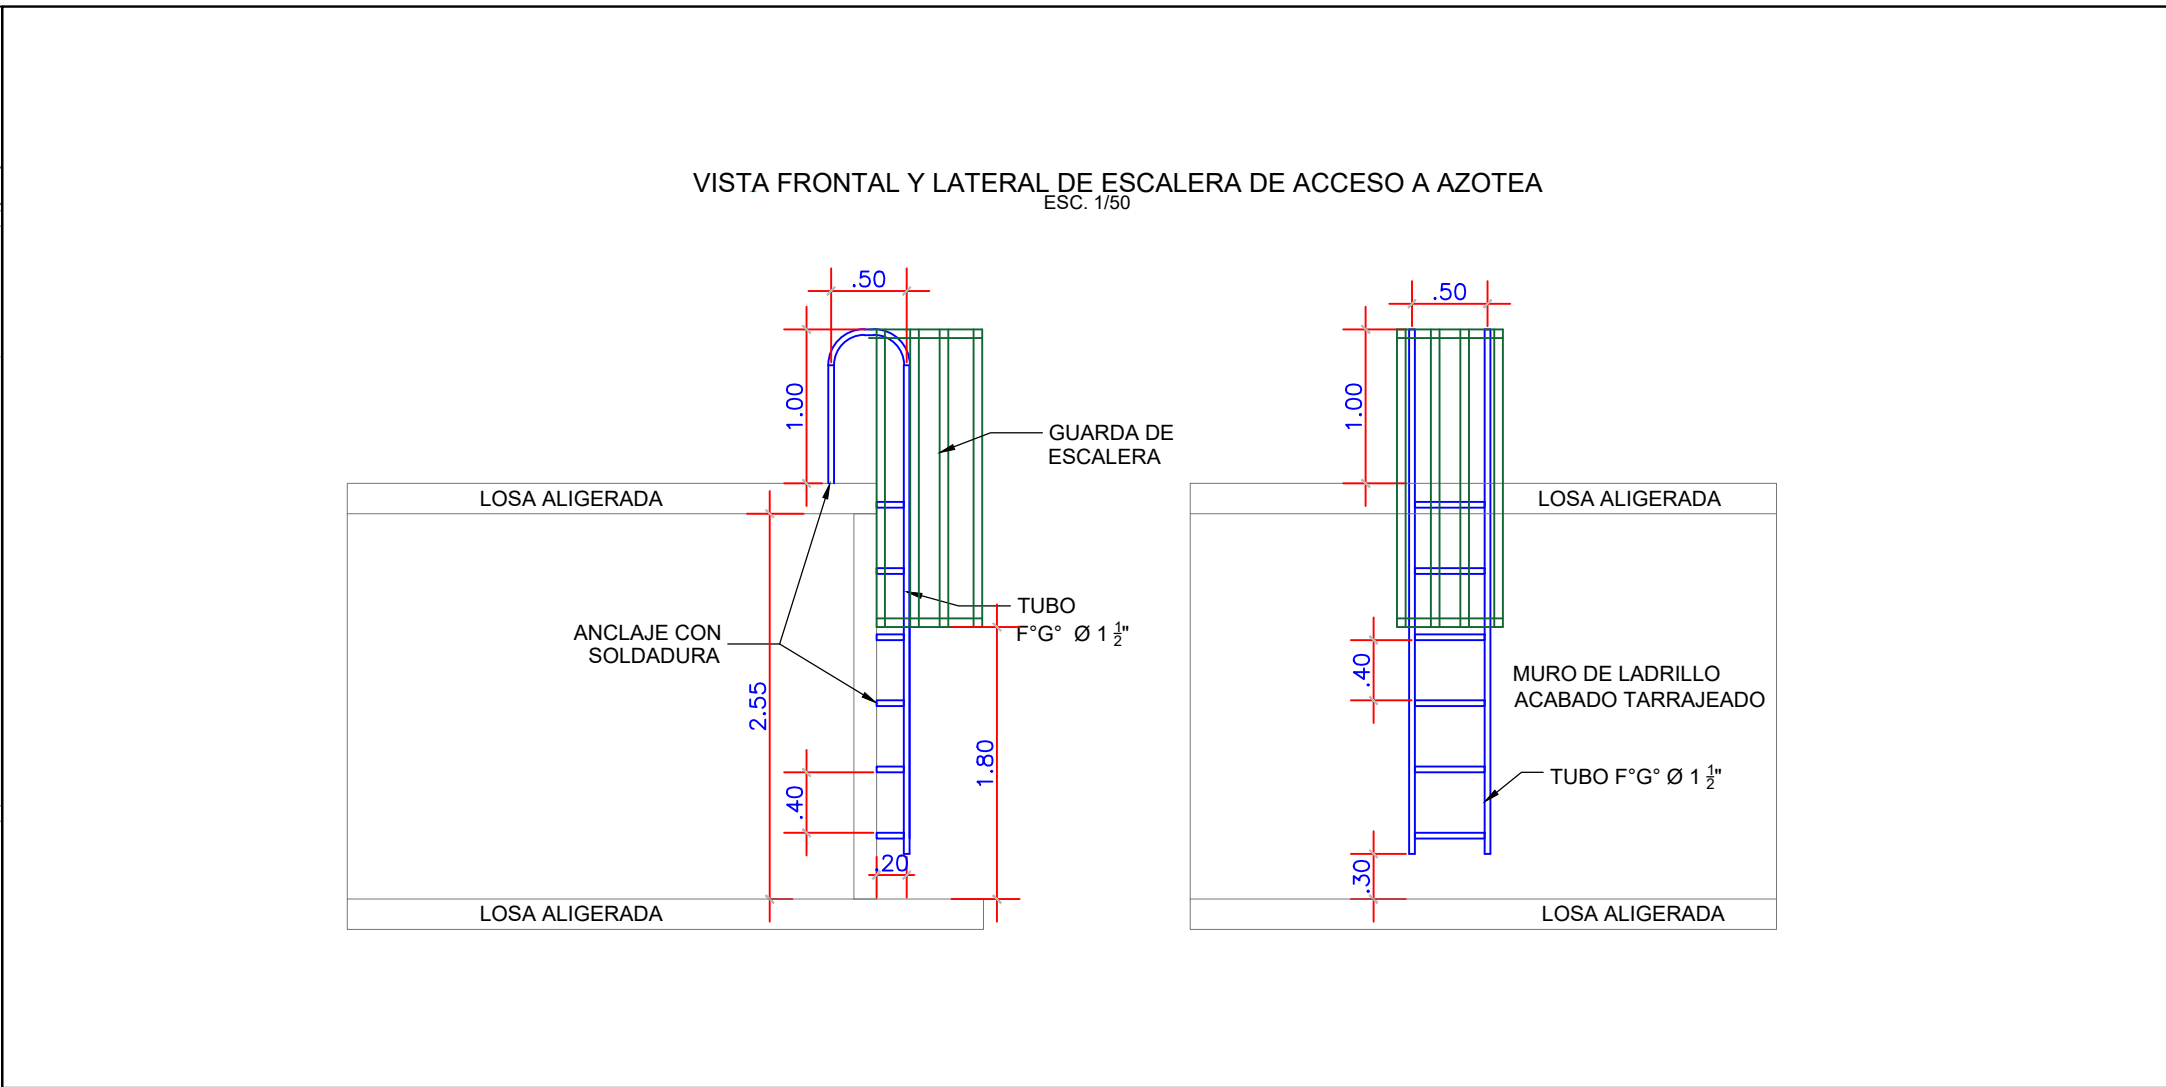 VISTA FRONTAL Y LATERAL DE ESCALERA DE ACCESO A AZOTEA
ESC. 1/50
.50
1.00
GUARDA DE
ESCALERA
LOSA ALIGERADA
TUBO
F°G° Ø 1 1/2"
ANCLAJE CON
SOLDADURA
2.55
1.80
.40
.20
LOSA ALIGERADA
.50
1.00
LOSA ALIGERADA
.40
MURO DE LADRILLO
ACABADO TARRAJEADO
TUBO F°G° Ø 1 1/2"
.30
LOSA ALIGERADA